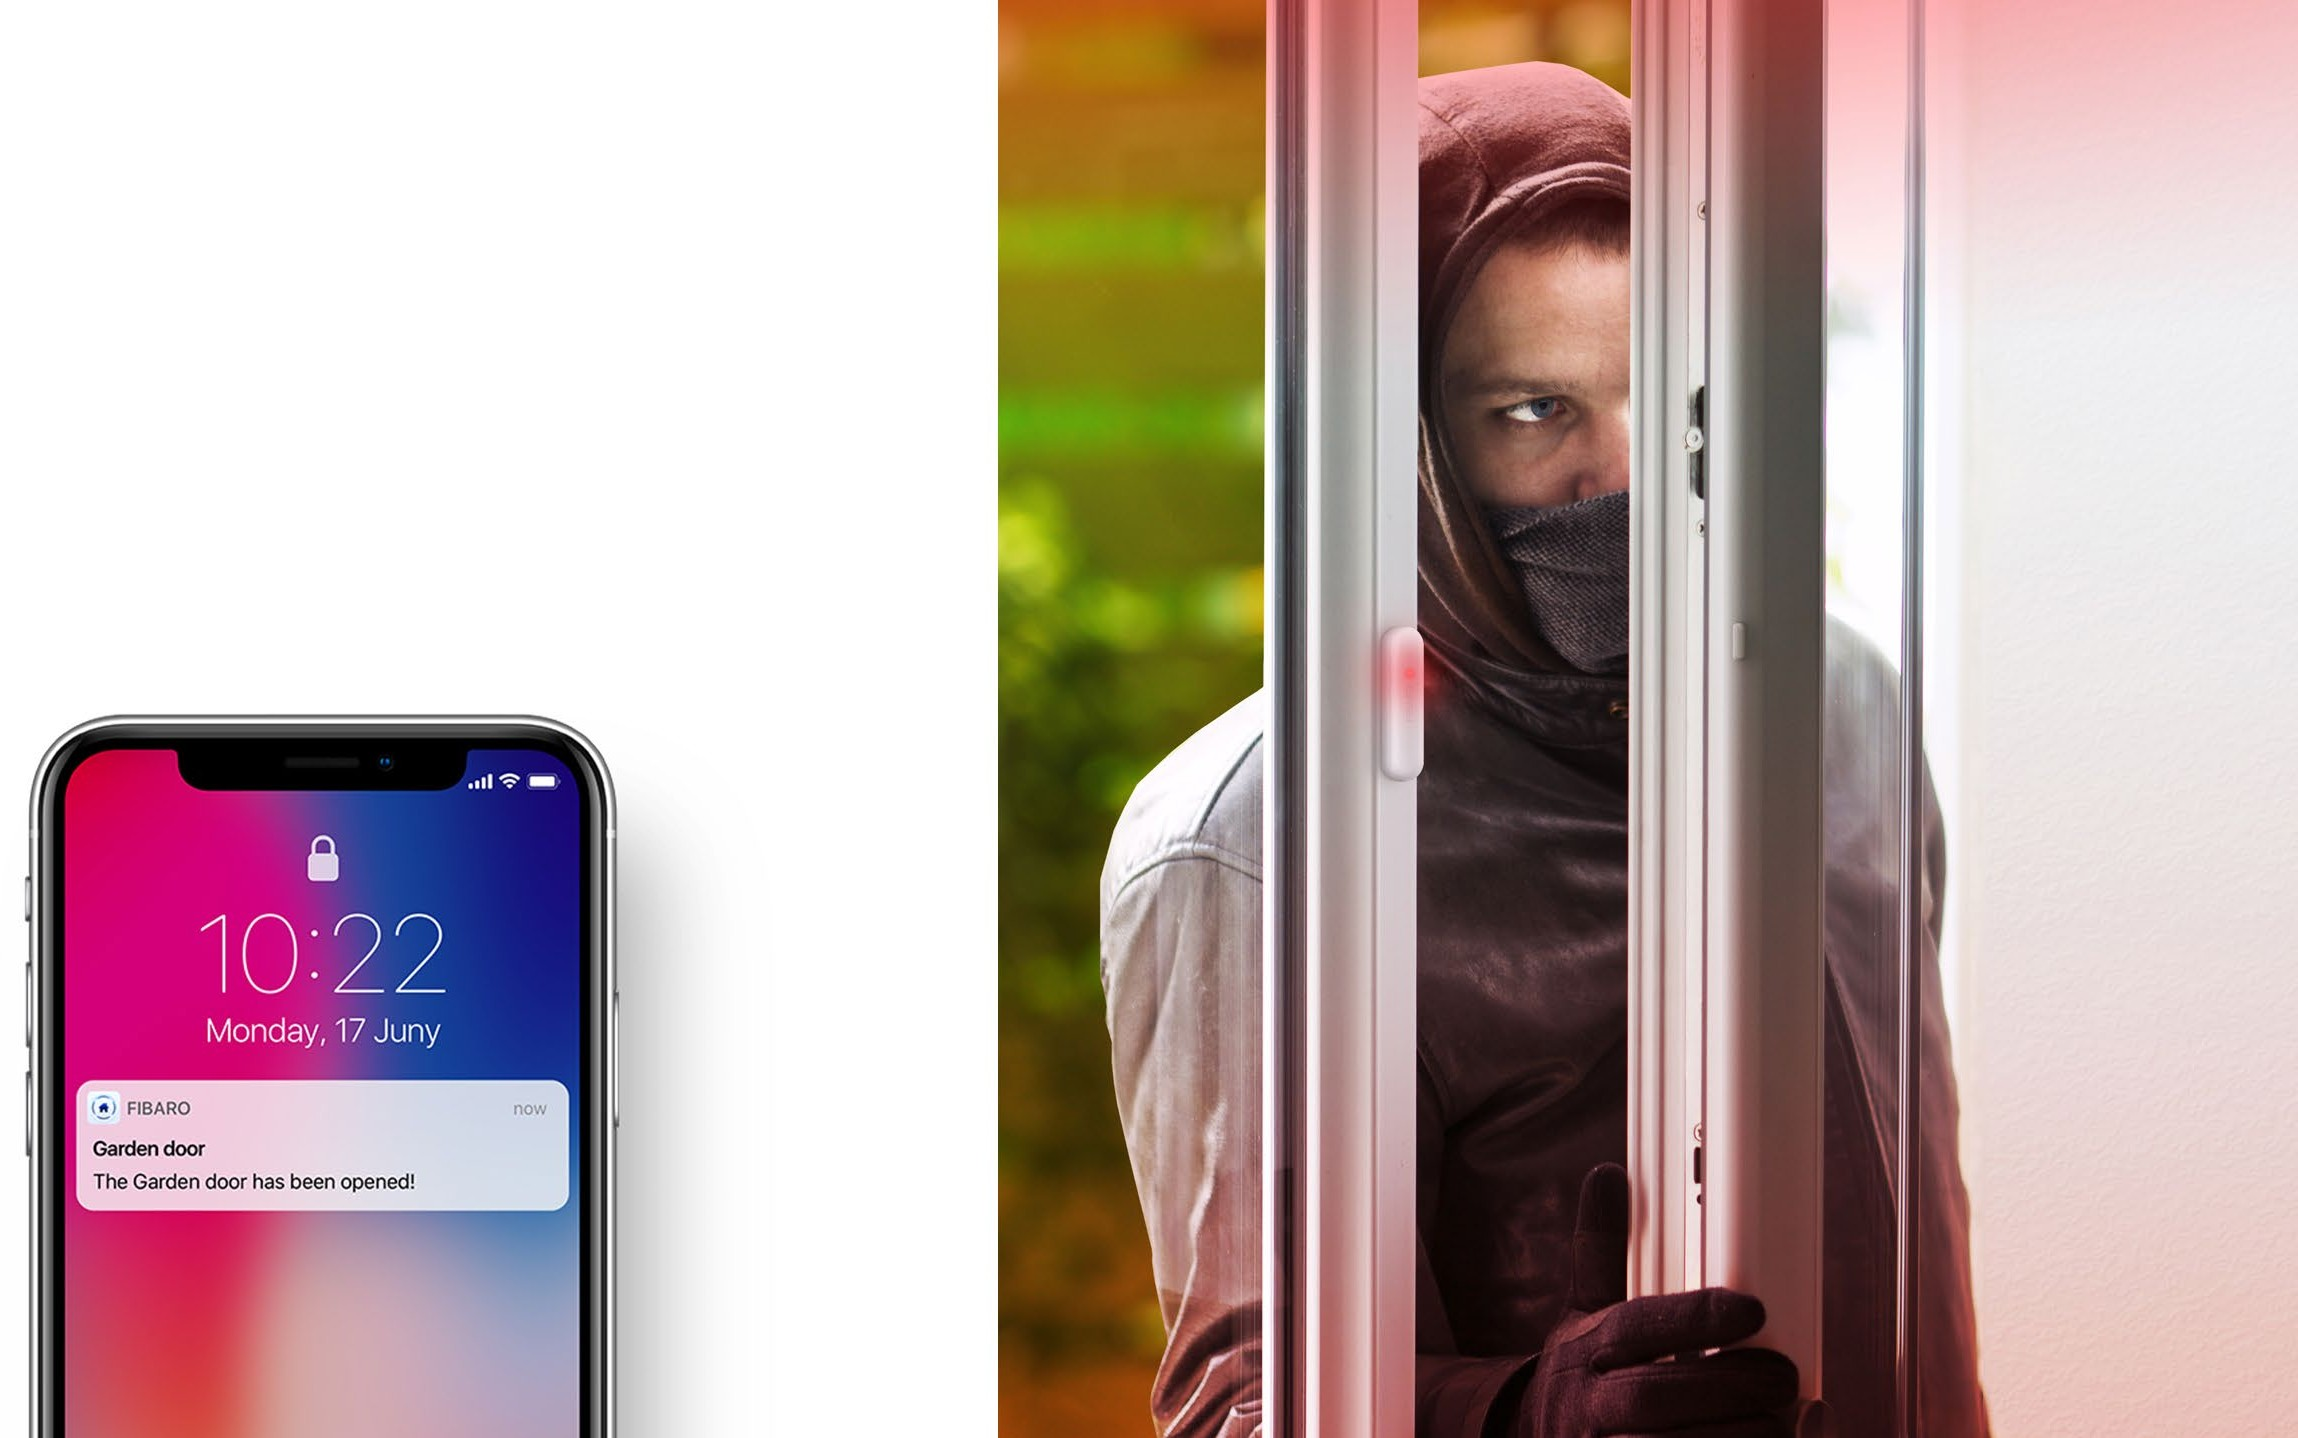 10:22
Monday, 17 Juny
FIBARO now
Garden door
The Garden door has been opened!